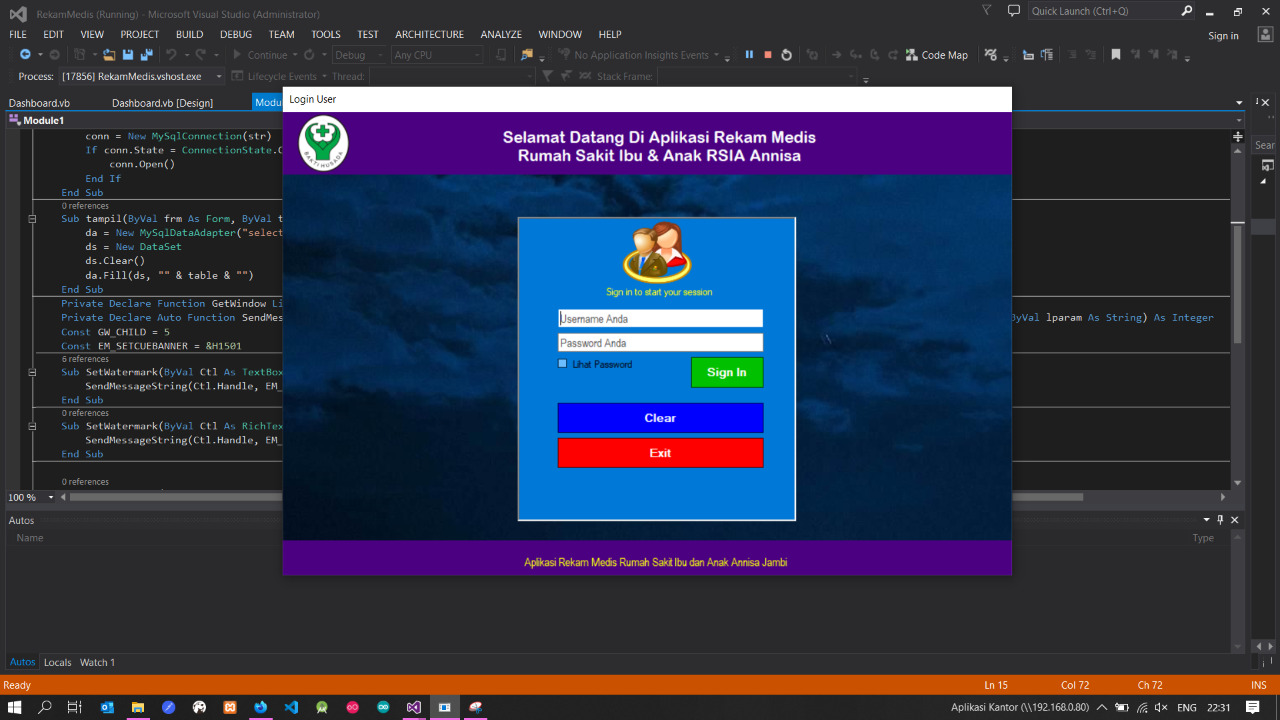 RekamMedis (Running) - Microsoft Visual Studio (Administrator)
Quick Launch (Ctrl+Q)
FILE EDIT VIEW PROJECT BUILD DEBUG TEAM TOOLS TEST ARCHITECTURE ANALYZE WINDOW HELP
Sign in
Continue Debug Any CPU No Application Insights Events Code Map
Process: [17856] RekamMedis.vshost.exe Lifecycle Events Thread: Stack Frame:
Dashboard.vb Dashboard.vb [Design] Modu
Login User
Module1
Sear
conn = New MySqlConnection(str)
If conn.State = ConnectionState.
conn.Open()
End If
End Sub
0 references
Sub tampil(ByVal frm As Form, ByVal t
da = New MySqlDataAdapter("select
ds = New DataSet
ds.Clear()
da.Fill(ds, "" & table & "")
End Sub
Private Declare Function GetWindow Li
Private Declare Auto Function SendMes
ByVal lparam As String) As Integer
Const GW_CHILD = 5
Const EM_SETCUEBANNER = &H1501
6 references
Sub SetWatermark(ByVal Ctl As TextBox
SendMessageString(Ctl.Handle, EM_
End Sub
0 references
Sub SetWatermark(ByVal Ctl As RichTex
SendMessageString(Ctl.Handle, EM_
End Sub
0 references
BAKTI HUSADA
Selamat Datang Di Aplikasi Rekam Medis
Rumah Sakit Ibu & Anak RSIA Annisa
Sign in to start your session
Username Anda
Password Anda
Lihat Password
Sign In
Clear
Exit
Aplikasi Rekam Medis Rumah Sakit Ibu dan Anak Annisa Jambi
100 %
Autos
Name Type
Autos Locals Watch 1
Ready Ln 15 Col 72 Ch 72 INS
Aplikasi Kantor (\\192.168.0.80) ENG 22:31